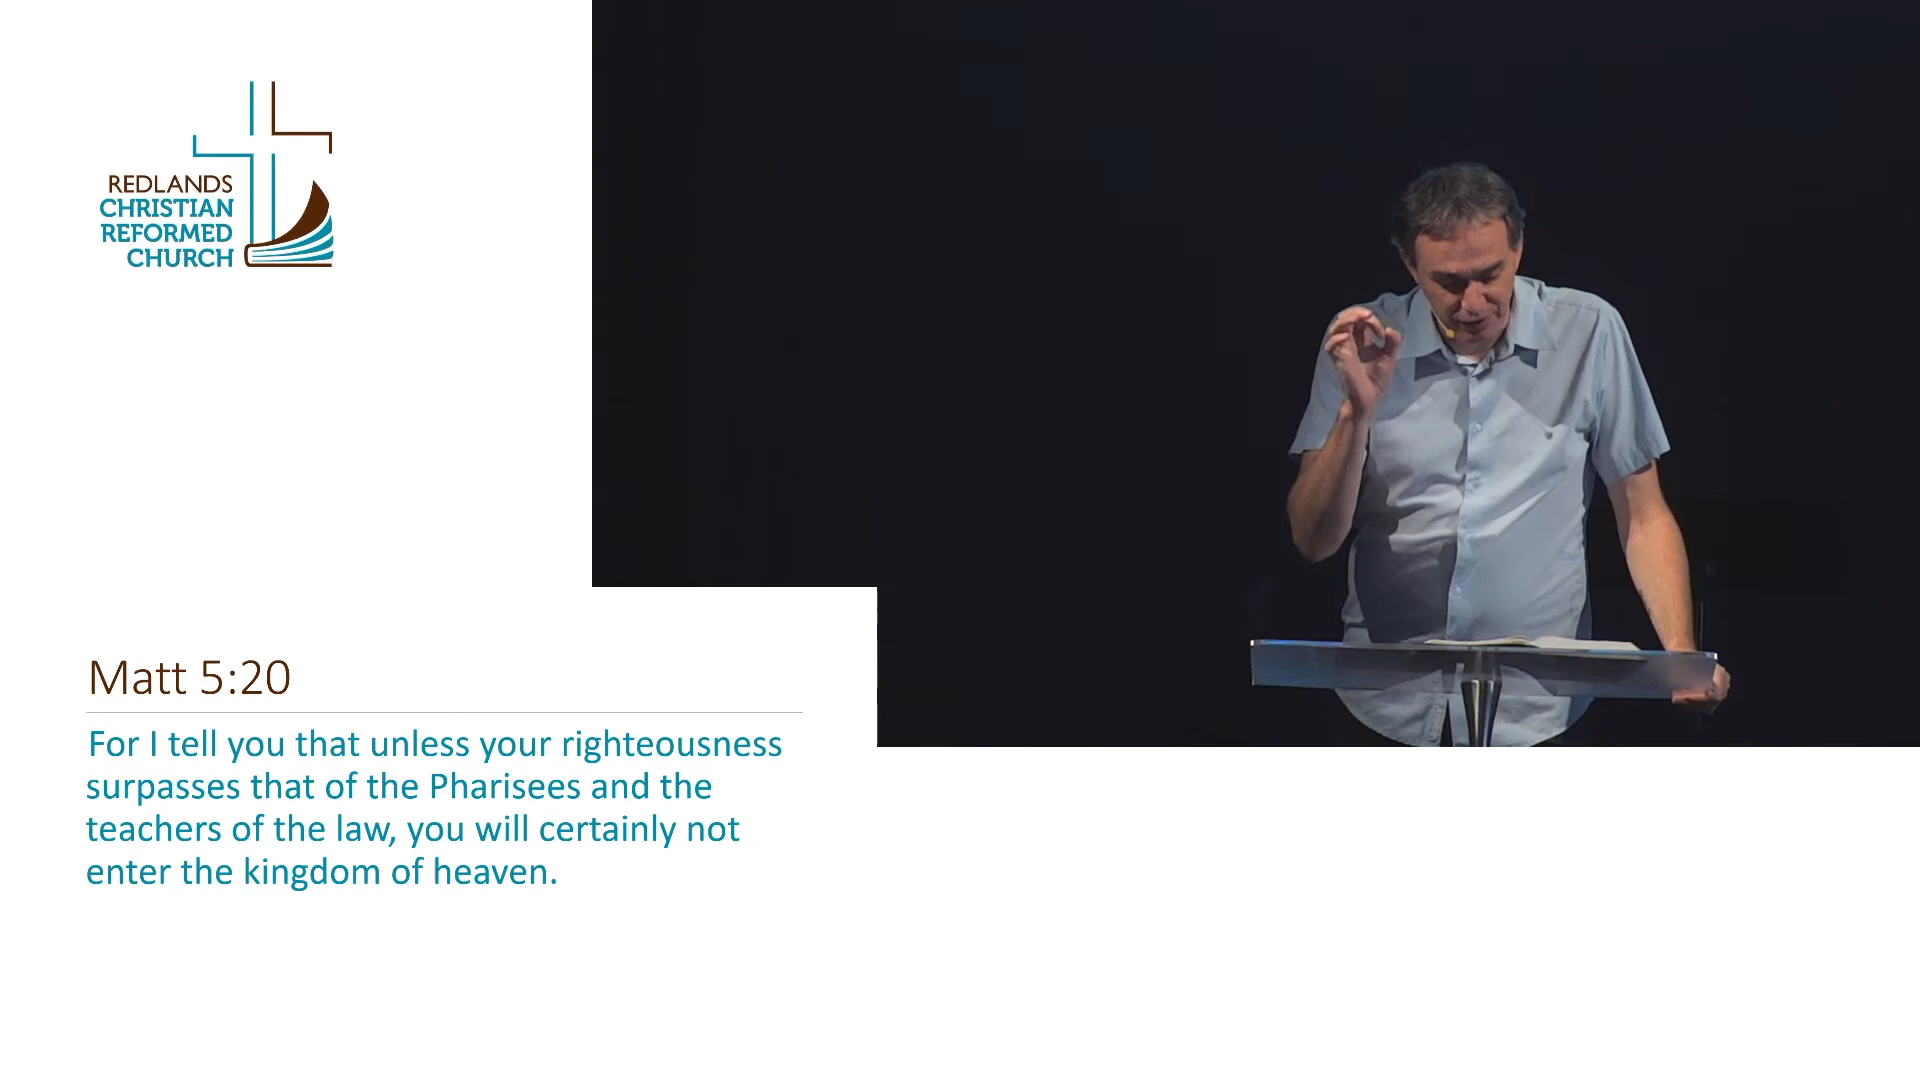 REDLANDS
CHRISTIAN
REFORMED
CHURCH
Matt 5:20
For I tell you that unless your righteousness
surpasses that of the Pharisees and the
teachers of the law, you will certainly not
enter the kingdom of heaven.